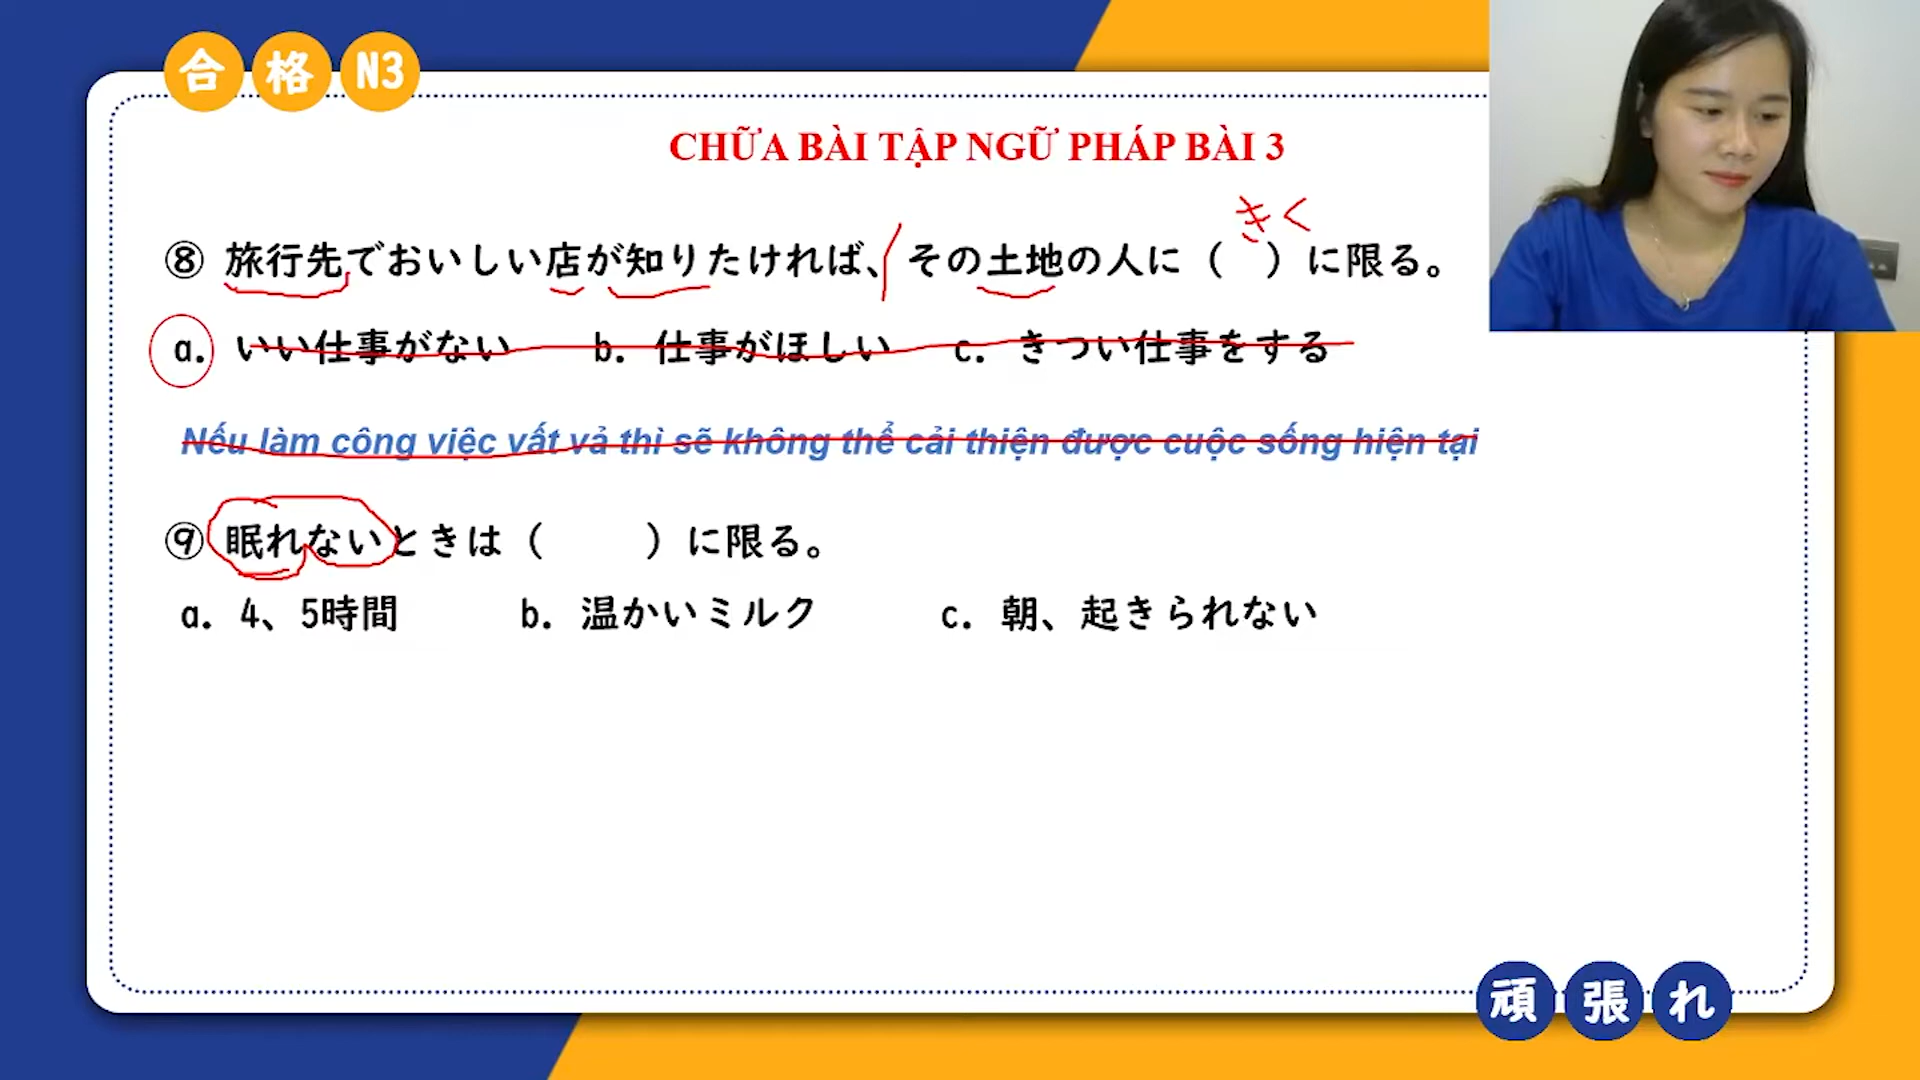 合格N3
CHỮA BÀI TẬP NGỮ PHÁP BÀI 3
きく
⑧ 旅行先でおいしい店が知りたければ、その土地の人に（　）に限る。
a. いい仕事がない　b. 仕事がほしい　c. きつい仕事をする
Nếu làm công việc vất vả thì sẽ không thể cải thiện được cuộc sống hiện tại
⑨ 眠れないときは（　　）に限る。
a. 4、5時間　b. 温かいミルク　c. 朝、起きられない
頑張れ